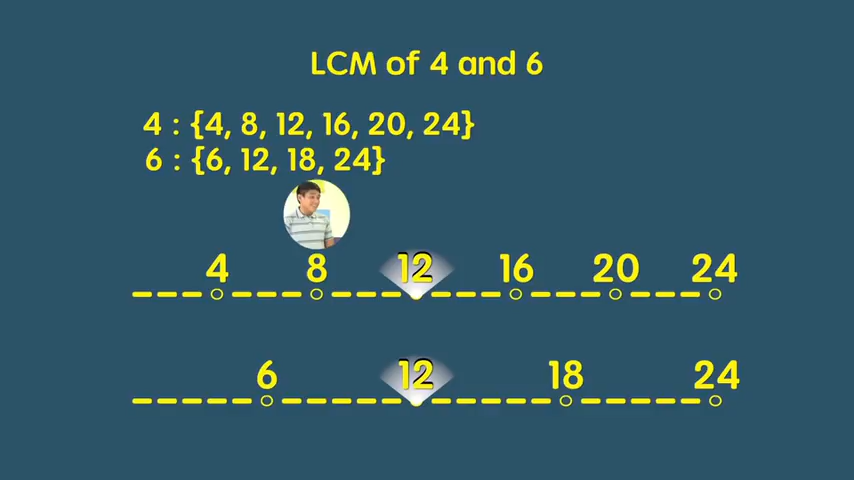 LCM of 4 and 6
4 : {4, 8, 12, 16, 20, 24}
6 : {6, 12, 18, 24}
4 8 12 16 20 24
6 12 18 24